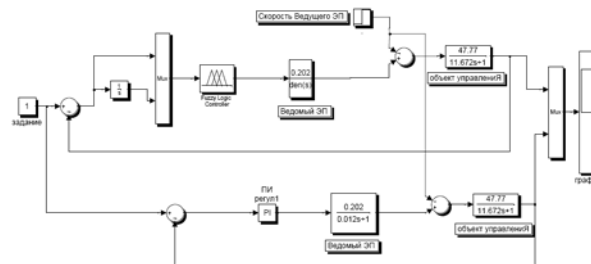 Скорость Ведущего ЭП
47.77
11.672s+1
объект управлениЯ
Mux
1
s
Fuzzy Logic
Controller
0.202
den(s)
Ведомый ЭП
1
задание
Mux
ПИ
регул1
PI
0.202
0.012s+1
Ведомый ЭП
47.77
11.672s+1
объект управлениЯ